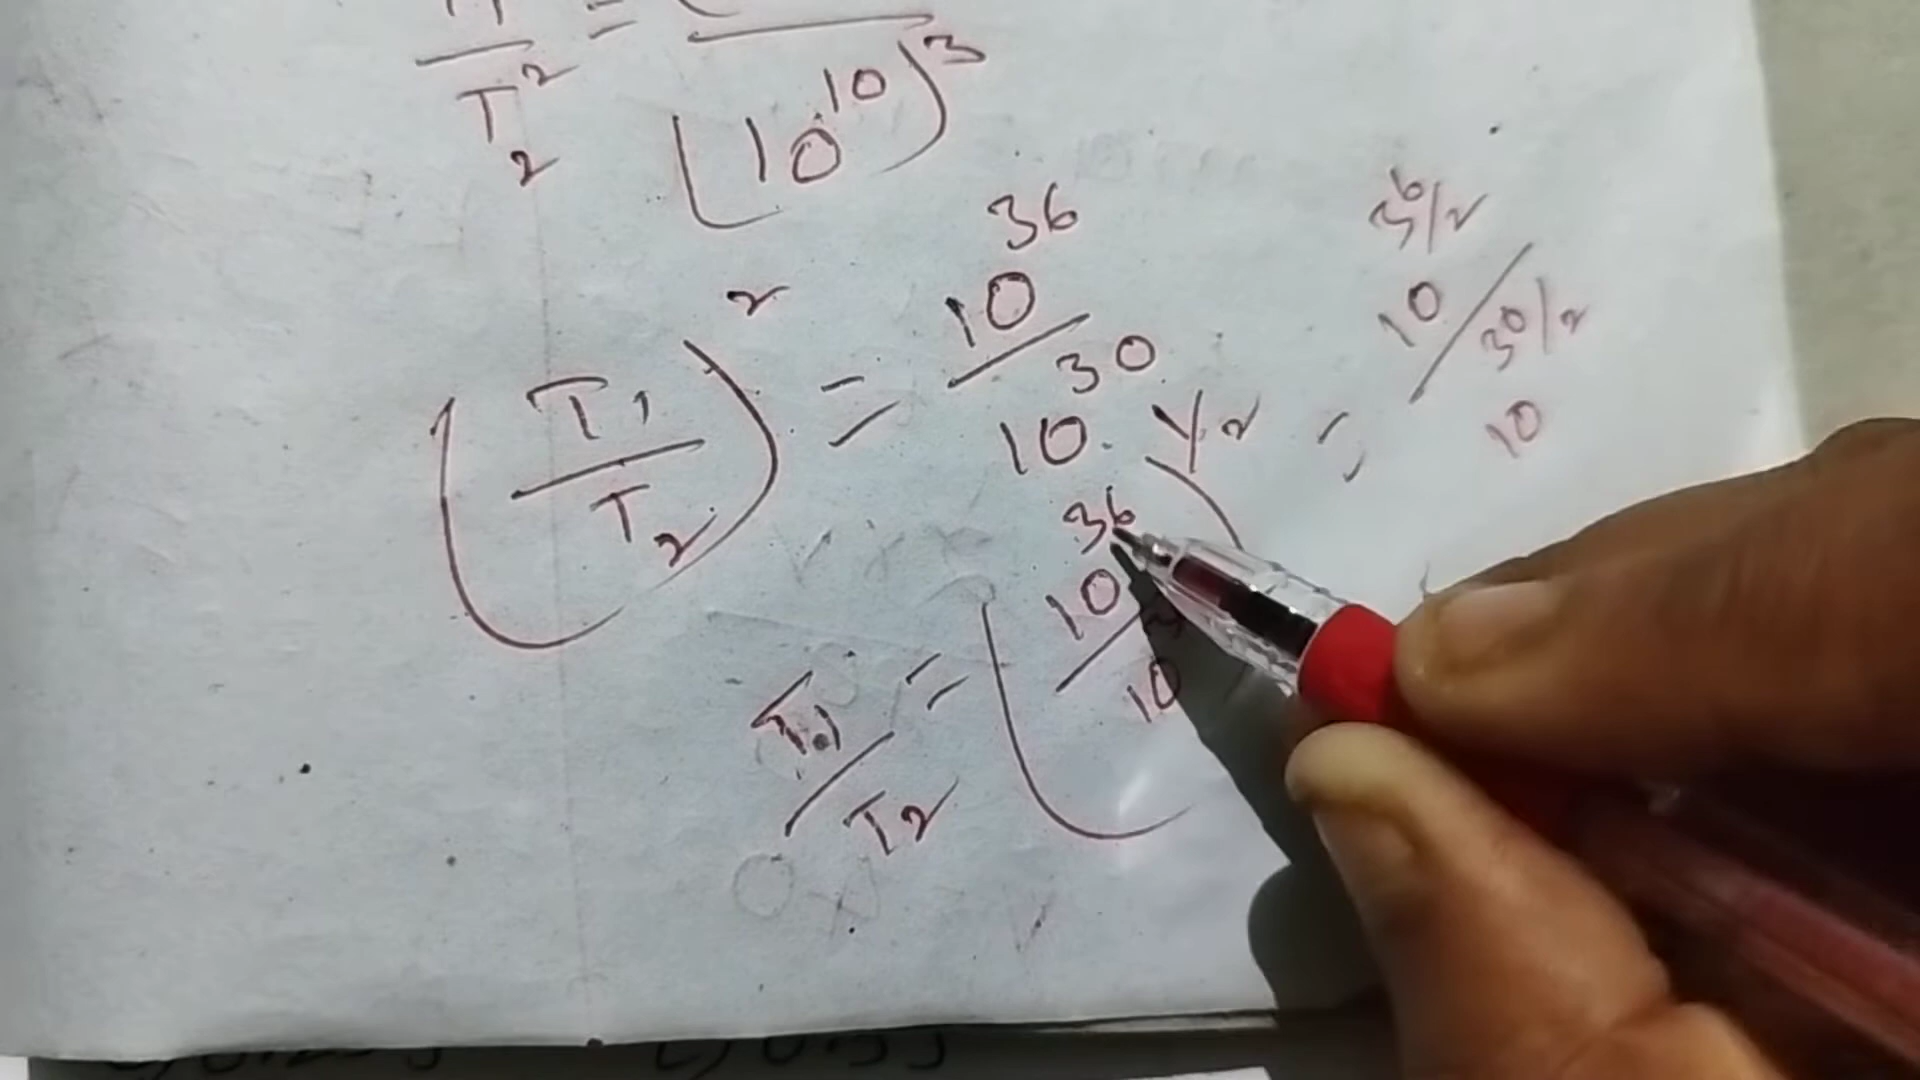 T₂² = (10^10)^3
(T1/T2)^2 = 10^36/10^30
T1/T2 = (10^36/10)^1/2 = 10^36/2 / 10^30/2